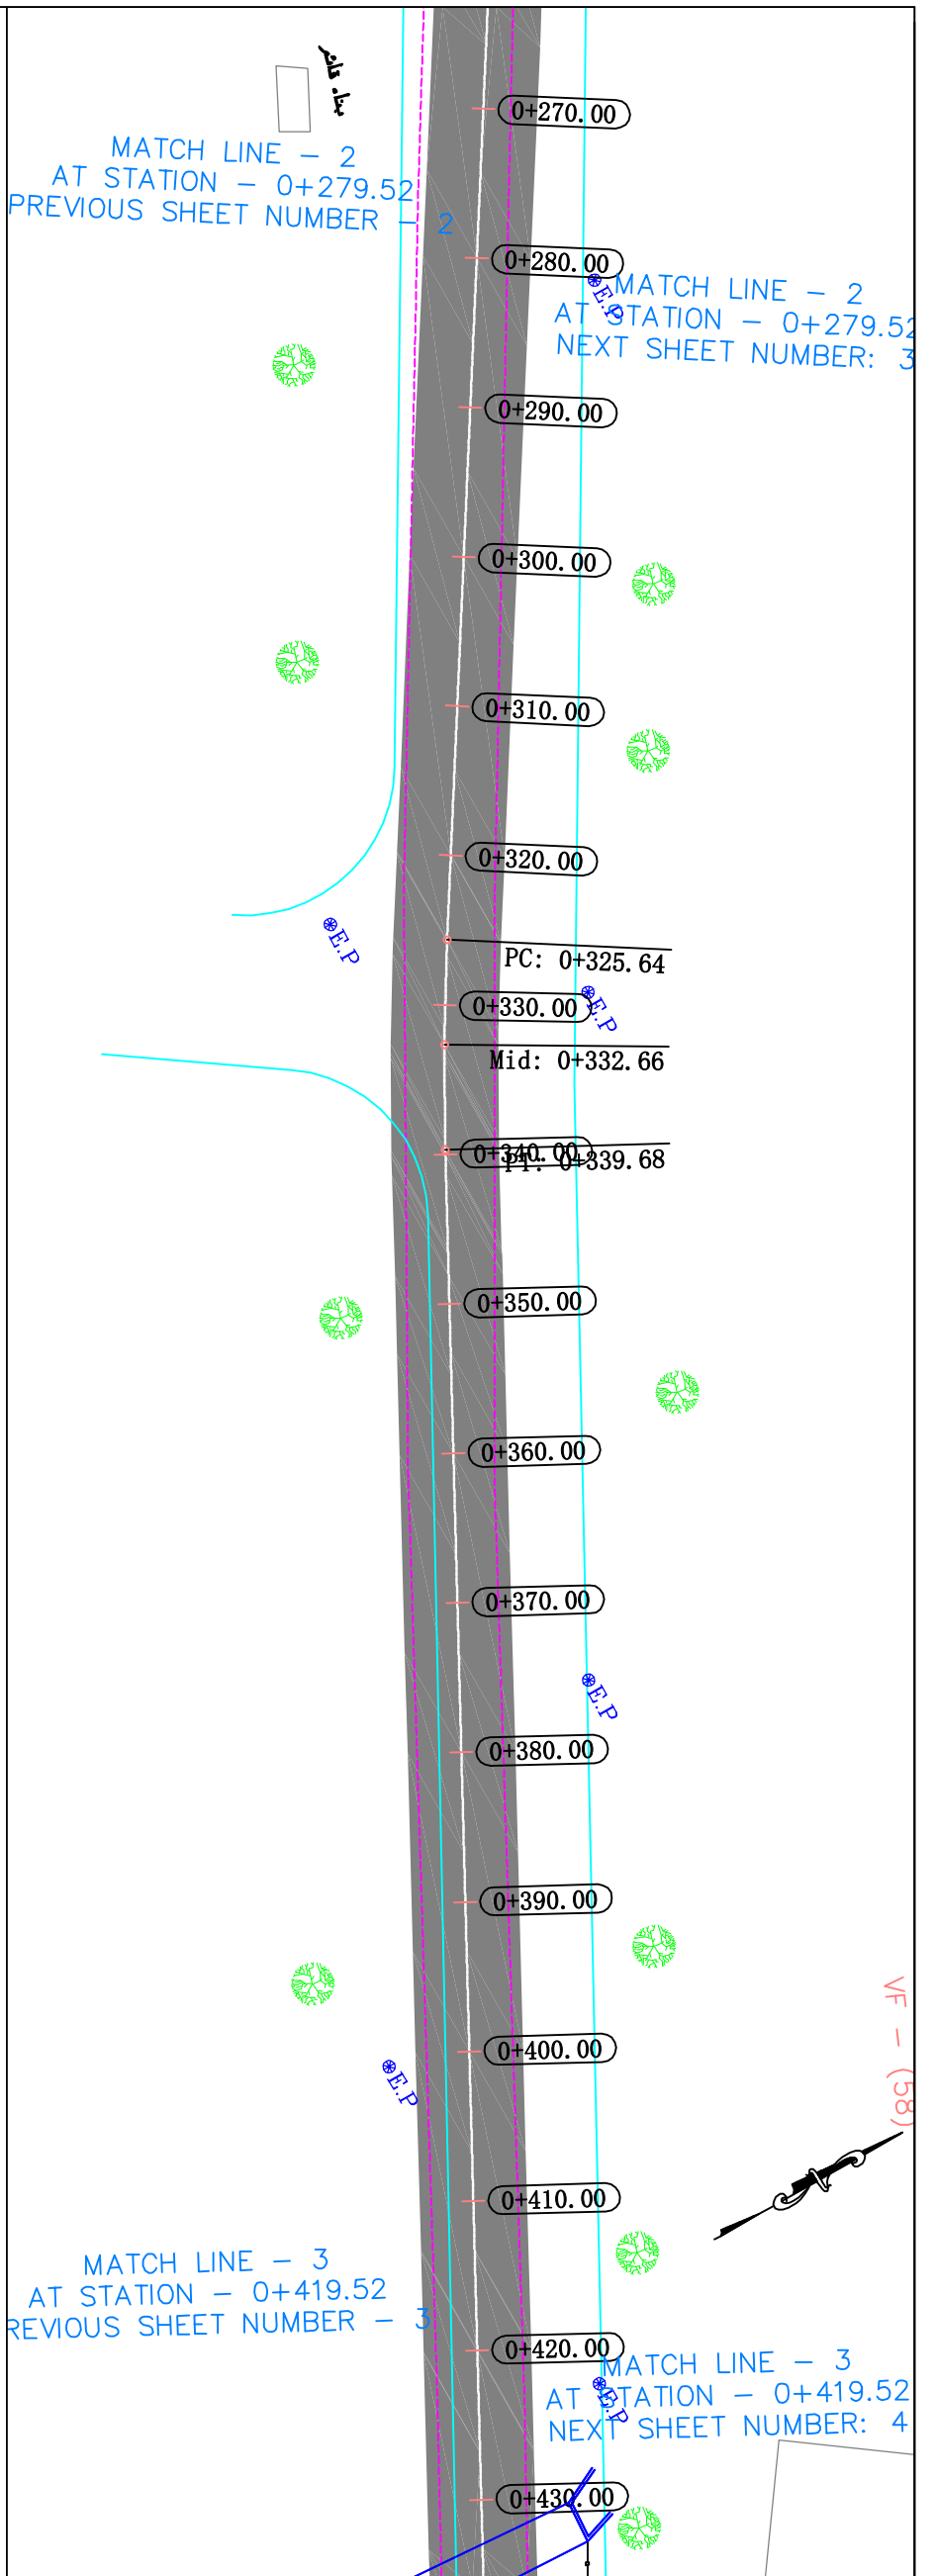 بناء قائم
0+270.00
MATCH LINE - 2
AT STATION - 0+279.52
PREVIOUS SHEET NUMBER - 2
0+280.00
E.P
MATCH LINE - 2
AT STATION - 0+279.52
NEXT SHEET NUMBER: 3
0+290.00
0+300.00
0+310.00
0+320.00
E.P
PC: 0+325.64
0+330.00
E.P
Mid: 0+332.66
0+340.00
PT: 0+339.68
0+350.00
0+360.00
0+370.00
E.P
0+380.00
0+390.00
VF - (58)
0+400.00
E.P
N
0+410.00
MATCH LINE - 3
AT STATION - 0+419.52
REVIOUS SHEET NUMBER - 3
0+420.00
MATCH LINE - 3
E.P
AT STATION - 0+419.52
NEXT SHEET NUMBER: 4
0+430.00